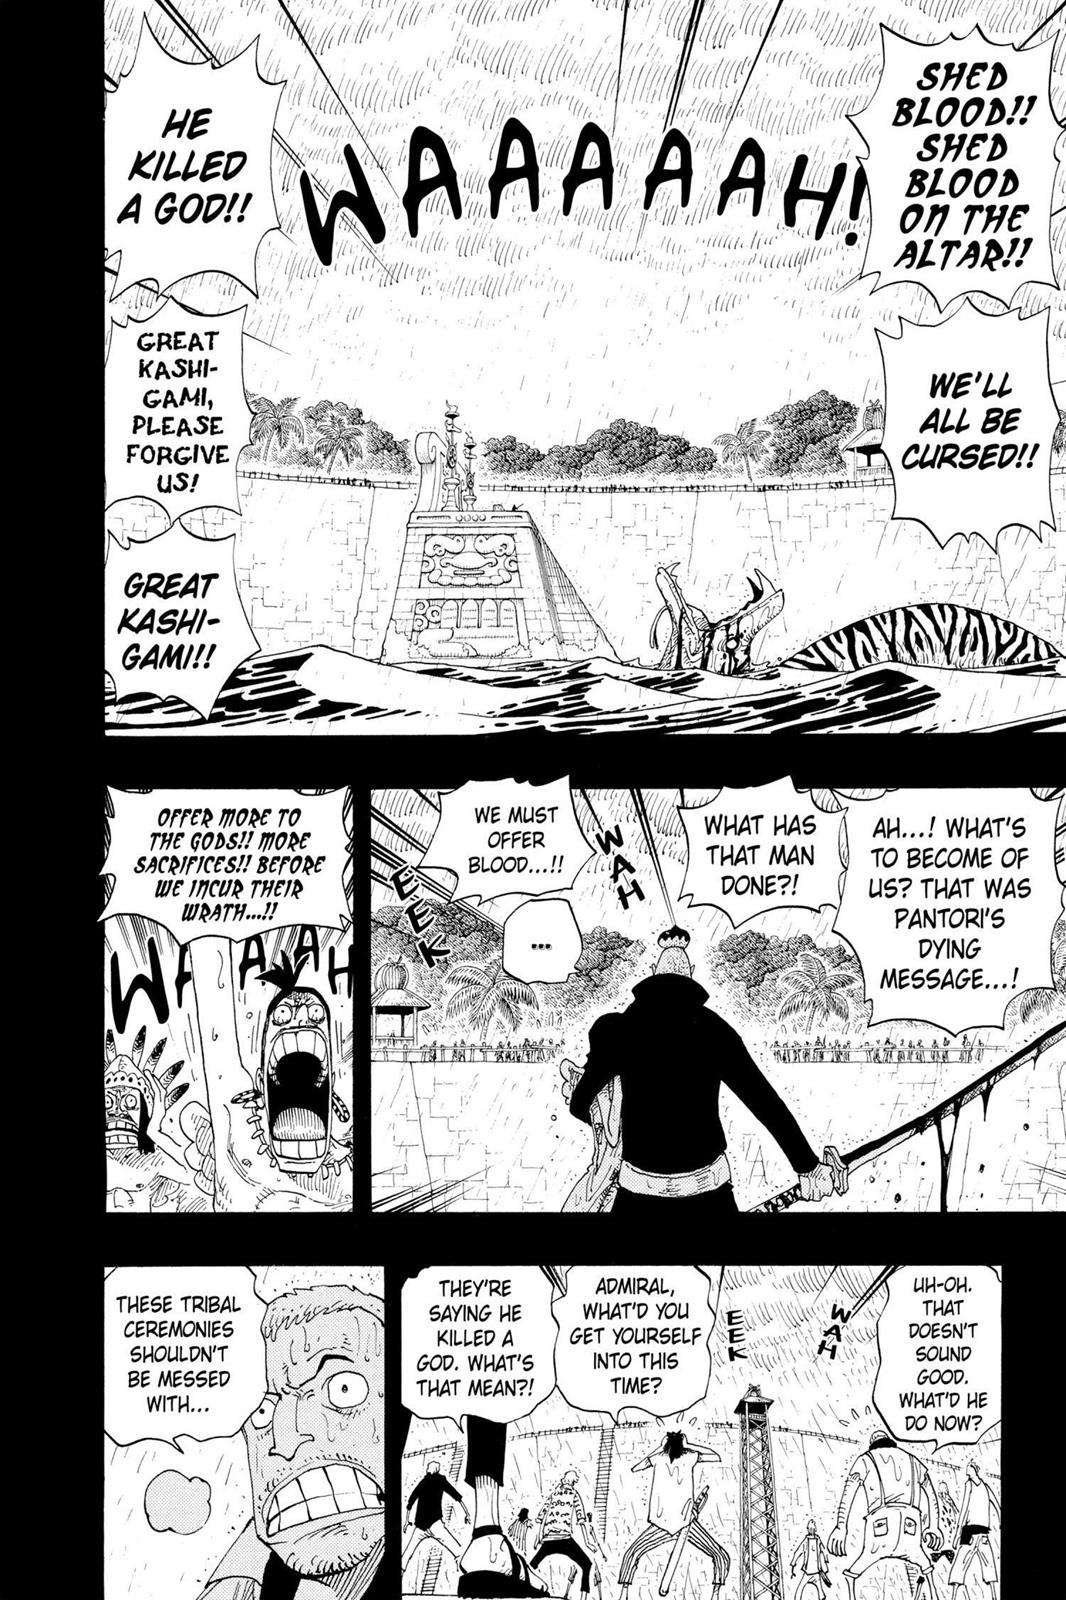 SHED
BLOOD!!
SHED
BLOOD
ON THE
ALTAR!!
WE'LL
ALL BE
CURSED!!
WAAAAAH!
HE
KILLED
A GOD!!
GREAT
KASHI-
GAMI,
PLEASE
FORGIVE
US!
GREAT
KASHI-
GAMI!!
AH...! WHAT'S
TO BECOME OF
US? THAT WAS
PANTORI'S
DYING
MESSAGE...!
WHAT HAS
THAT MAN
DONE?!
WAH
WE MUST
OFFER
BLOOD...!!
...
EEK
OFFER MORE TO
THE GODS!! MORE
SACRIFICES!! BEFORE
WE INCUR THEIR
WRATH...!!
WAAAAH
UH-OH.
THAT
DOESN'T
SOUND
GOOD.
WHAT'D HE
DO NOW?
WAH
EEK
ADMIRAL,
WHAT'D YOU
GET YOURSELF
INTO THIS
TIME?
THEY'RE
SAYING HE
KILLED A
GOD. WHAT'S
THAT MEAN?!
THESE TRIBAL
CEREMONIES
SHOULDN'T
BE MESSED
WITH...